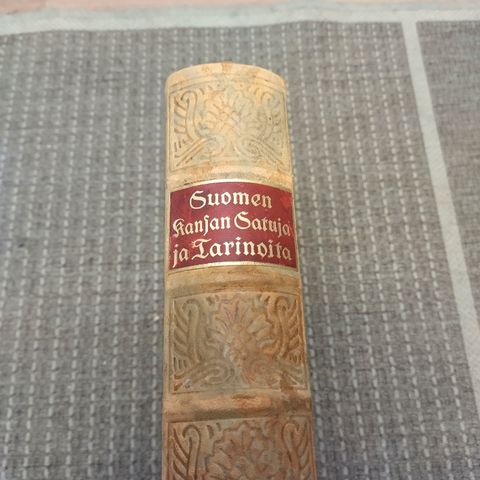 Suomen
Kansan Satuja
ja Tarinoita